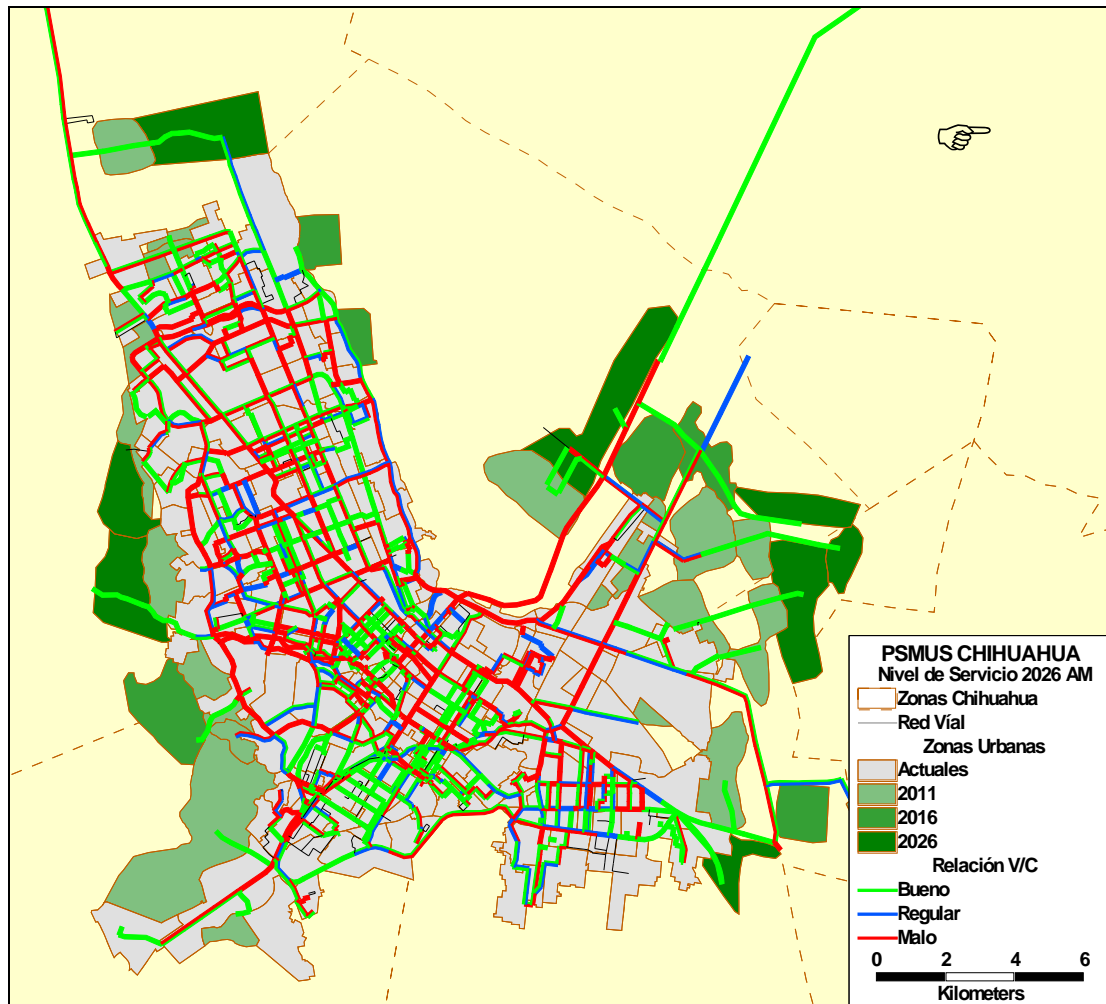 PSMUS CHIHUAHUA
Nivel de Servicio 2026 AM
Zonas Chihuahua
Red Víal
Zonas Urbanas
Actuales
2011
2016
2026
Relación V/C
Bueno
Regular
Malo
0 2 4 6
Kilometers